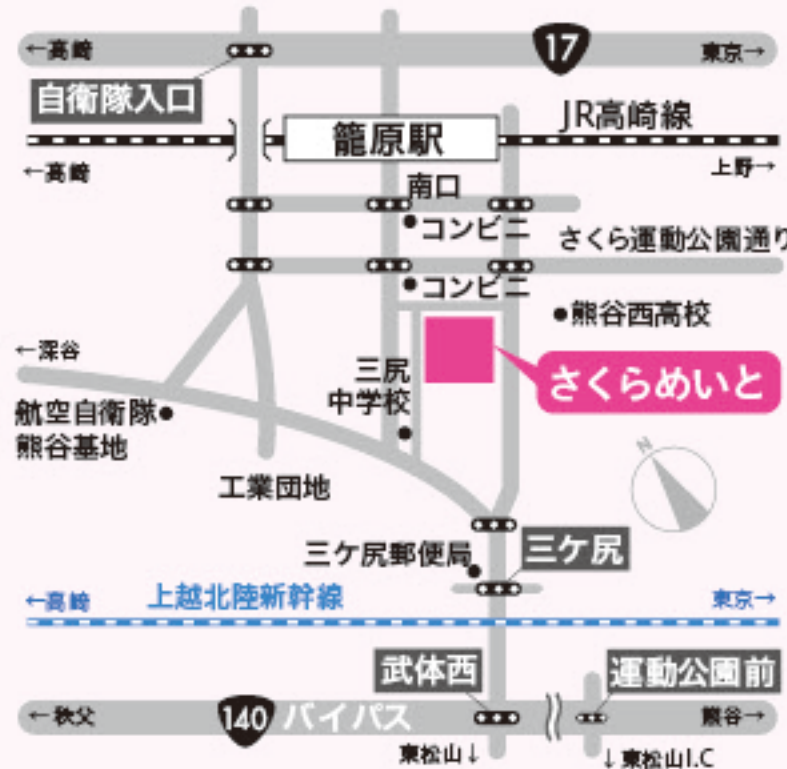 ←高崎
17
東京→
自衛隊入口
籠原駅
JR高崎線
←高崎
上野→
南口
コンビニ
さくら運動公園通り
コンビニ
熊谷西高校
←深谷
三尻
中学校
さくらめいと
航空自衛隊
熊谷基地
N
工業団地
三ケ尻郵便局
三ケ尻
←高崎
上越北陸新幹線
東京→
武体西
運動公園前
←秩父
140
バイパス
熊谷→
東松山↓
↓東松山I.C